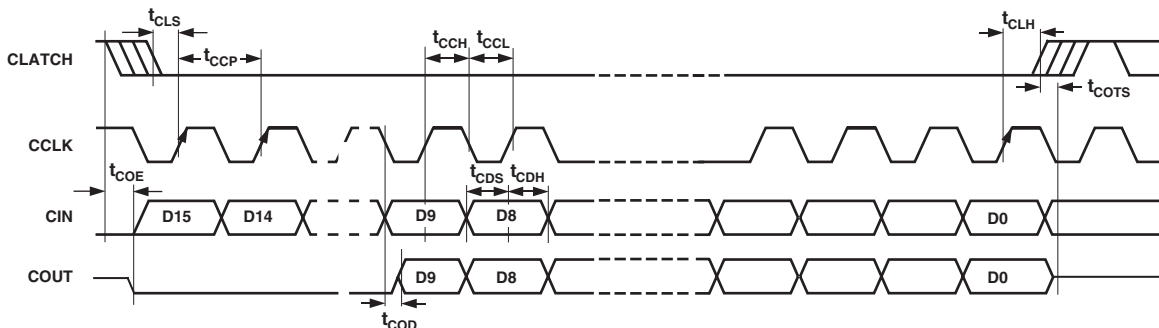 tCLS
tCCP
tCCH
tCCL
tCLH
CLATCH
tCOTS
CCLK
tCOE
tCDS
tCDH
CIN
D15
D14
D9
D8
D0
COUT
D9
D8
D0
tCOD